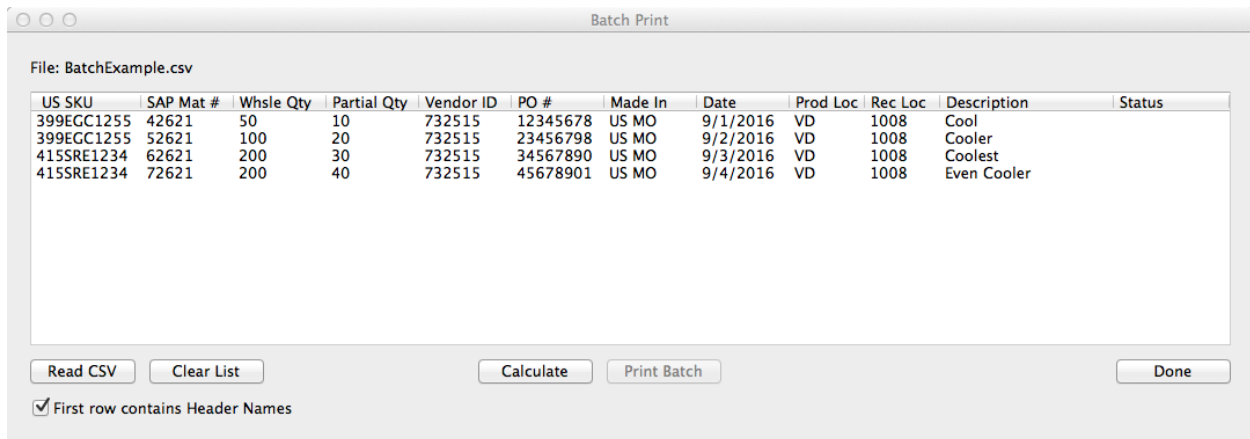 Batch Print
File: BatchExample.csv
US SKU SAP Mat # Whsle Qty Partial Qty Vendor ID PO # Made In Date Prod Loc Rec Loc Description Status
399EGC1255 42621 50 10 732515 12345678 US MO 9/1/2016 VD 1008 Cool
399EGC1255 52621 100 20 732515 23456798 US MO 9/2/2016 VD 1008 Cooler
415SRE1234 62621 200 30 732515 34567890 US MO 9/3/2016 VD 1008 Coolest
415SRE1234 72621 200 40 732515 45678901 US MO 9/4/2016 VD 1008 Even Cooler
Read CSV Clear List Calculate Print Batch Done
First row contains Header Names